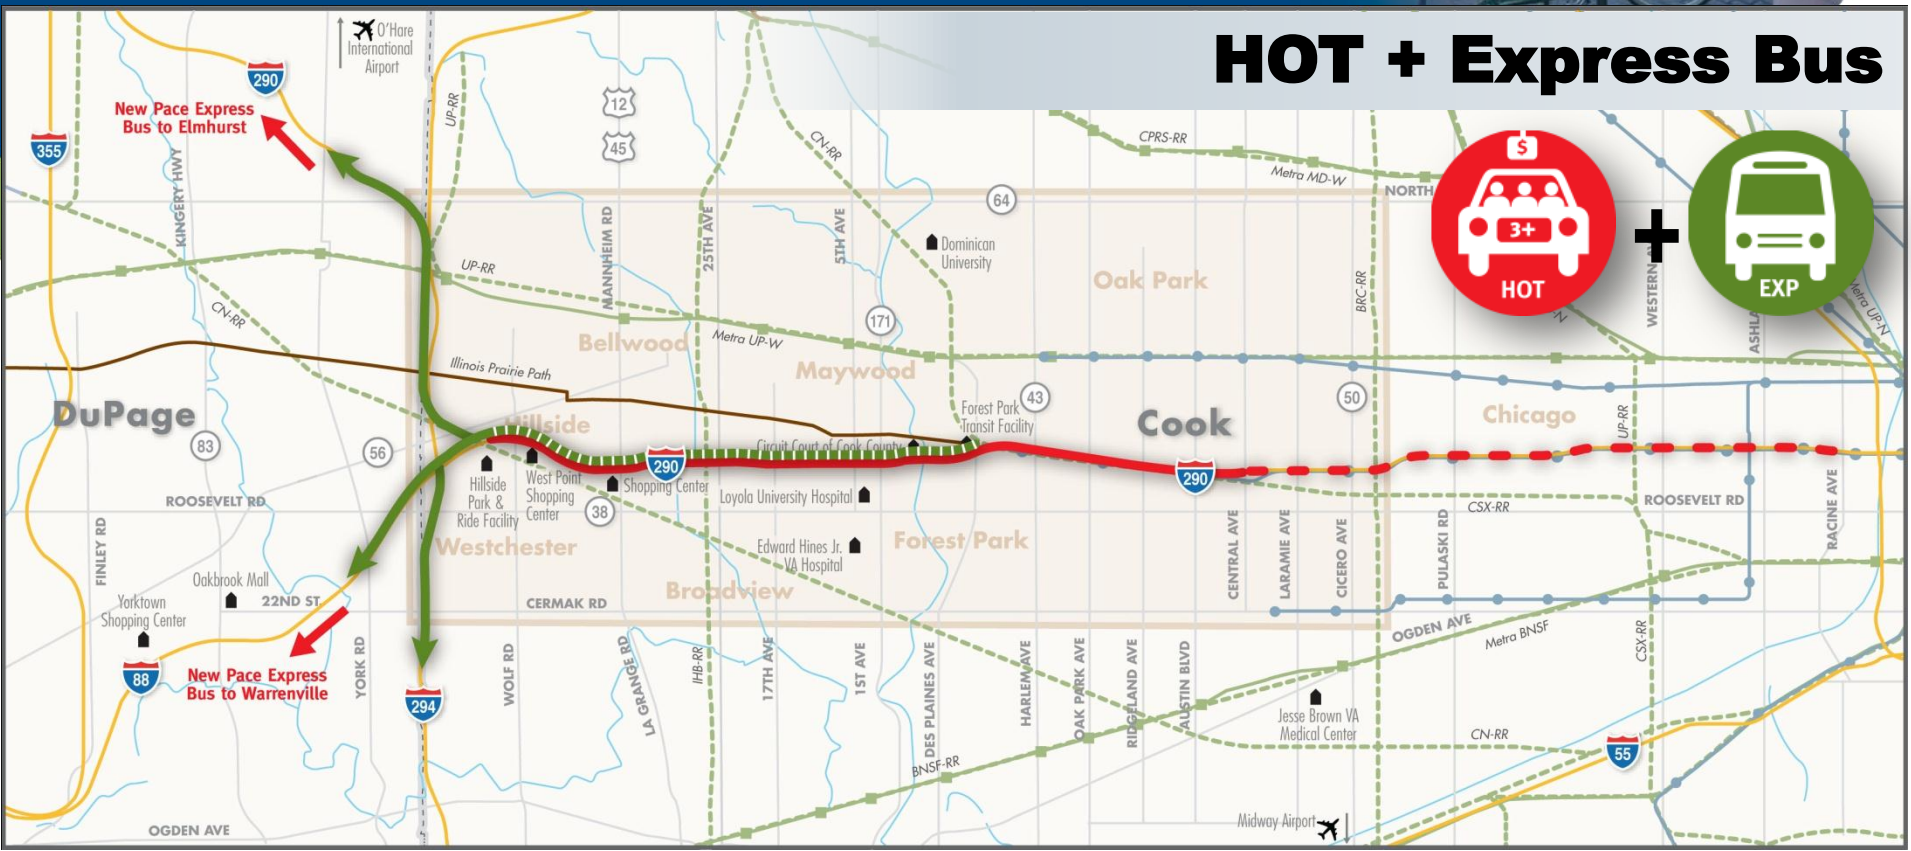 HOT + Express Bus
O'Hare
International
Airport
290
New Pace Express
Bus to Elmhurst
355
KINGERY HWY
UP-RR
12
45
CN-RR
CPRS-RR
Metra MD-W
NORTH
64
$
3+
HOT
+
EXP
MANNHEIM RD
25TH AVE
5TH AVE
Dominican
University
Oak Park
BRC-RR
WESTERN
ASHLA
Metra UP-N
N
UP-RR
CN-RR
171
Bellwood
Metra UP-W
Maywood
Illinois Prairie Path
43
50
DuPage
Hillside
Forest Park
Transit Facility
Cook
Chicago
UP-RR
83
56
Circuit Court of Cook County
290
290
Hillside
Park &
Ride Facility
West Point
Shopping
Center
Shopping Center
38
Loyola University Hospital
ROOSEVELT RD
ROOSEVELT RD
CSX-RR
RACINE AVE
FINLEY RD
Westchester
Edward Hines Jr.
VA Hospital
Forest Park
CENTRAL AVE
LARAMIE AVE
CICERO AVE
PULASKI RD
Oakbrook Mall
22ND ST.
Broadview
CERMAK RD
Yorktown
Shopping Center
OGDEN AVE
Metra BNSF
CSX-RR
88
New Pace Express
Bus to Warrenville
YORK RD
294
WOLF RD
LA GRANGE RD
IHB-RR
17TH AVE
1ST AVE
DES PLAINES AVE
HARLEM AVE
OAK PARK AVE
RIDGELAND AVE
AUSTIN BLVD
Jesse Brown VA
Medical Center
CN-RR
55
BNSF-RR
OGDEN AVE
Midway Airport